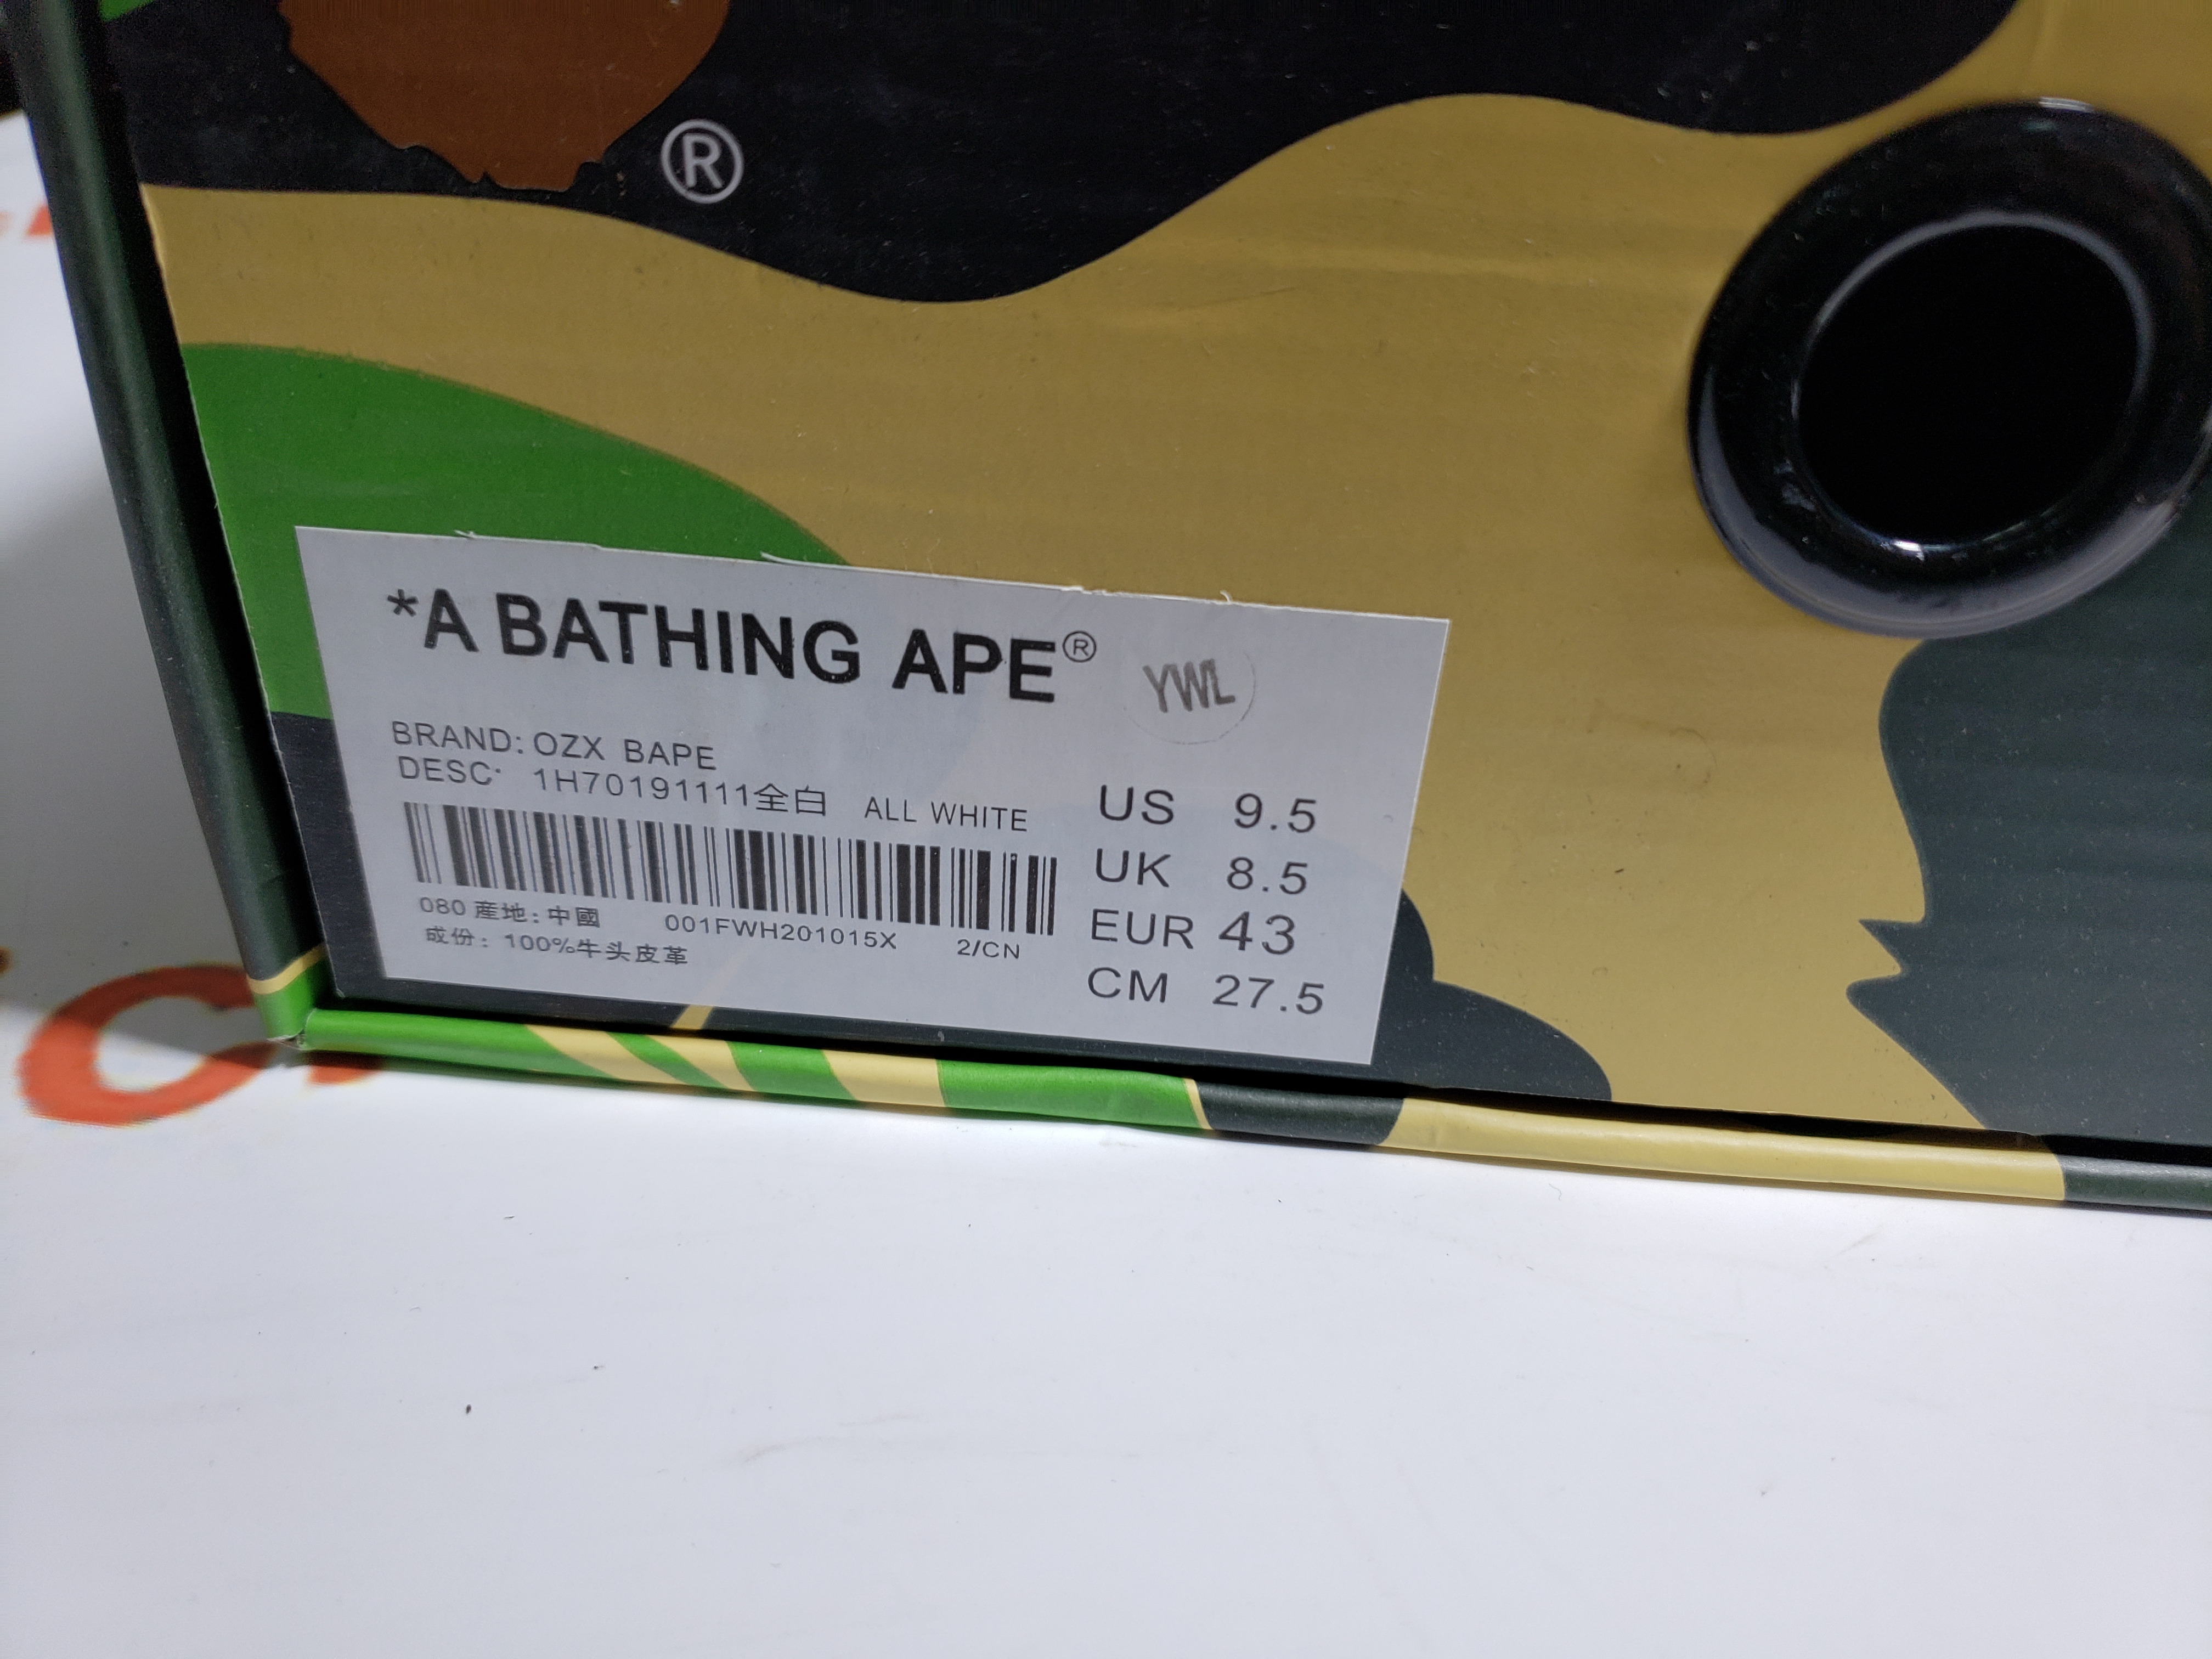 ®
*A BATHING APE®
YWL
BRAND: OZX BAPE
DESC: 1H70191111全白 ALL WHITE
080 產地: 中國 001FWH201015X 2/CN
成份: 100%牛头皮革
US 9.5
UK 8.5
EUR 43
CM 27.5